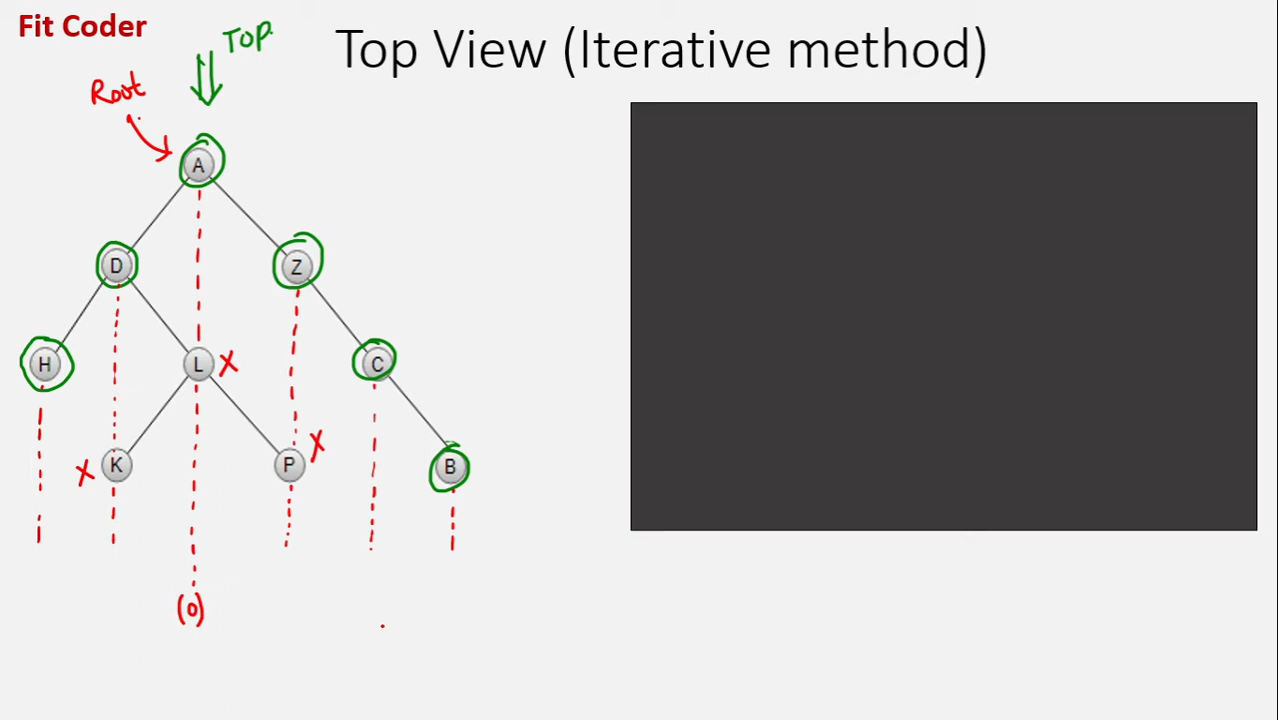 Fit Coder
Top View (Iterative method)
TOP.
Root
A
D
Z
H
L X
C
X K
P X
B
(0)